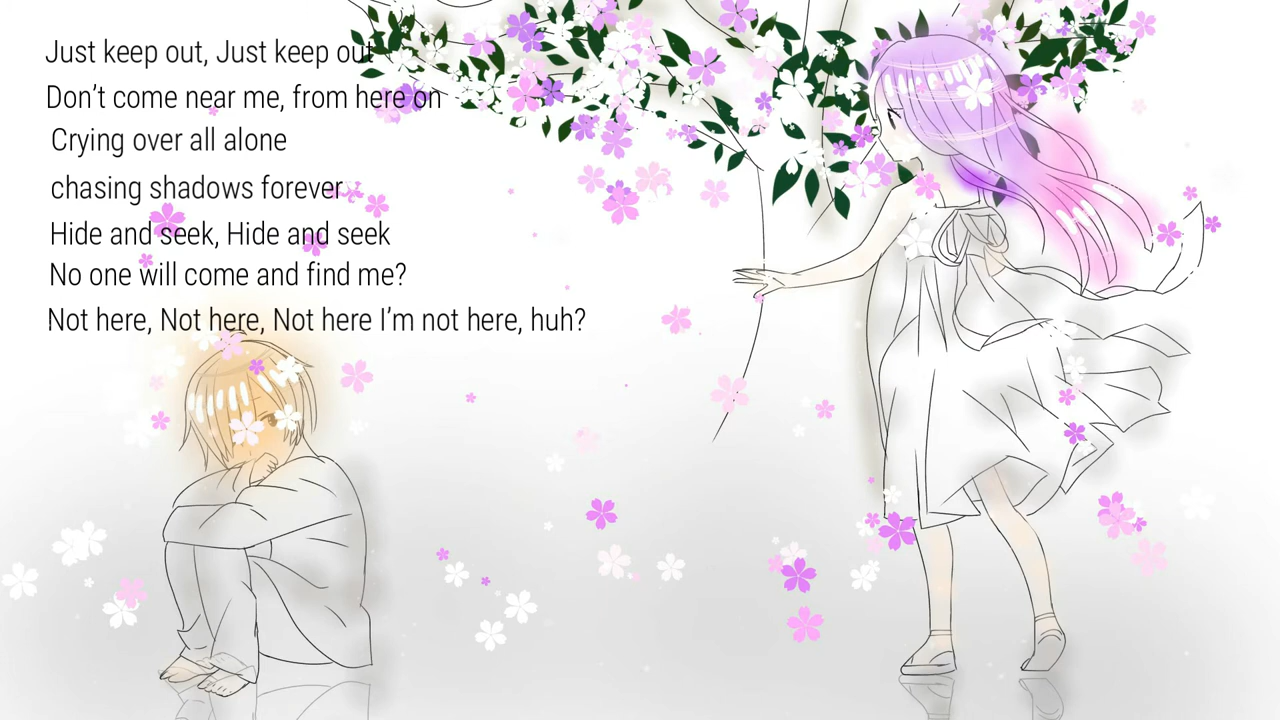 Just keep out, Just keep out
Don't come near me, from here on
Crying over all alone
chasing shadows forever
Hide and seek, Hide and seek
No one will come and find me?
Not here, Not here, Not here I'm not here, huh?